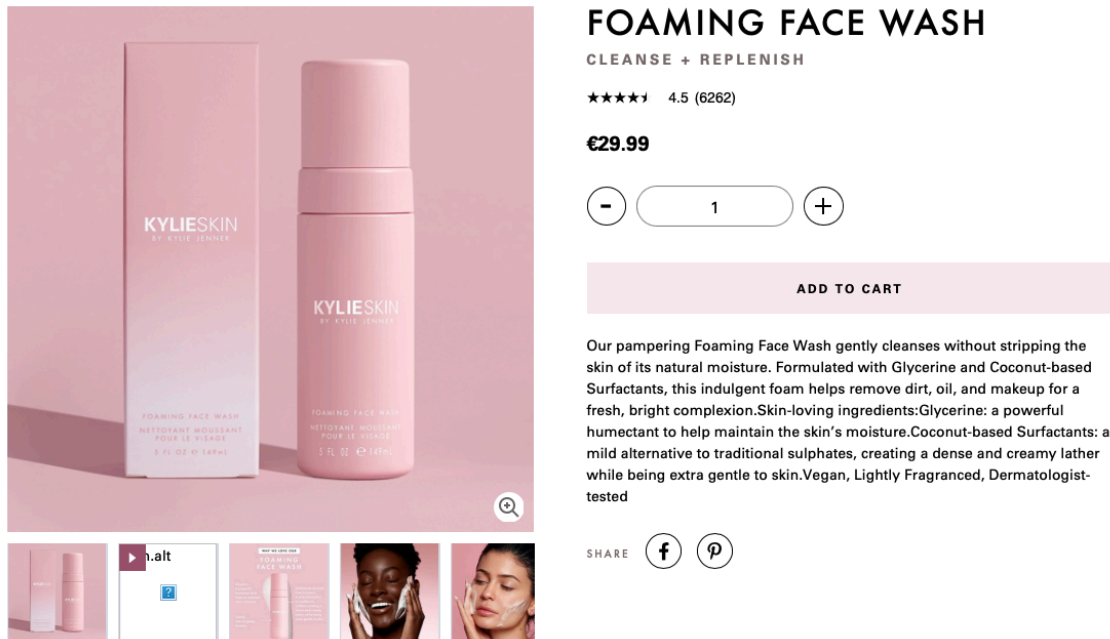 FOAMING FACE WASH
CLEANSE + REPLENISH
4.5 (6262)
€29.99
-
1
+
ADD TO CART
Our pampering Foaming Face Wash gently cleanses without stripping the
skin of its natural moisture. Formulated with Glycerine and Coconut-based
Surfactants, this indulgent foam helps remove dirt, oil, and makeup for a
fresh, bright complexion.Skin-loving ingredients:Glycerine: a powerful
humectant to help maintain the skin’s moisture.Coconut-based Surfactants: a
mild alternative to traditional sulphates, creating a dense and creamy lather
while being extra gentle to skin.Vegan, Lightly Fragranced, Dermatologist-
tested
SHARE
KYLIESKIN
BY KYLIE JENNER
FOAMING FACE WASH
NETTOYANT MOUSSANT
POUR LE VISAGE
5 FL OZ ℮ 149mL
KYLIESKIN
BY KYLIE JENNER
FOAMING FACE WASH
NETTOYANT MOUSSANT
POUR LE VISAGE
5 FL OZ ℮ 149mL
n.alt
?
WHY WE LOVE OUR
FOAMING
FACE WASH